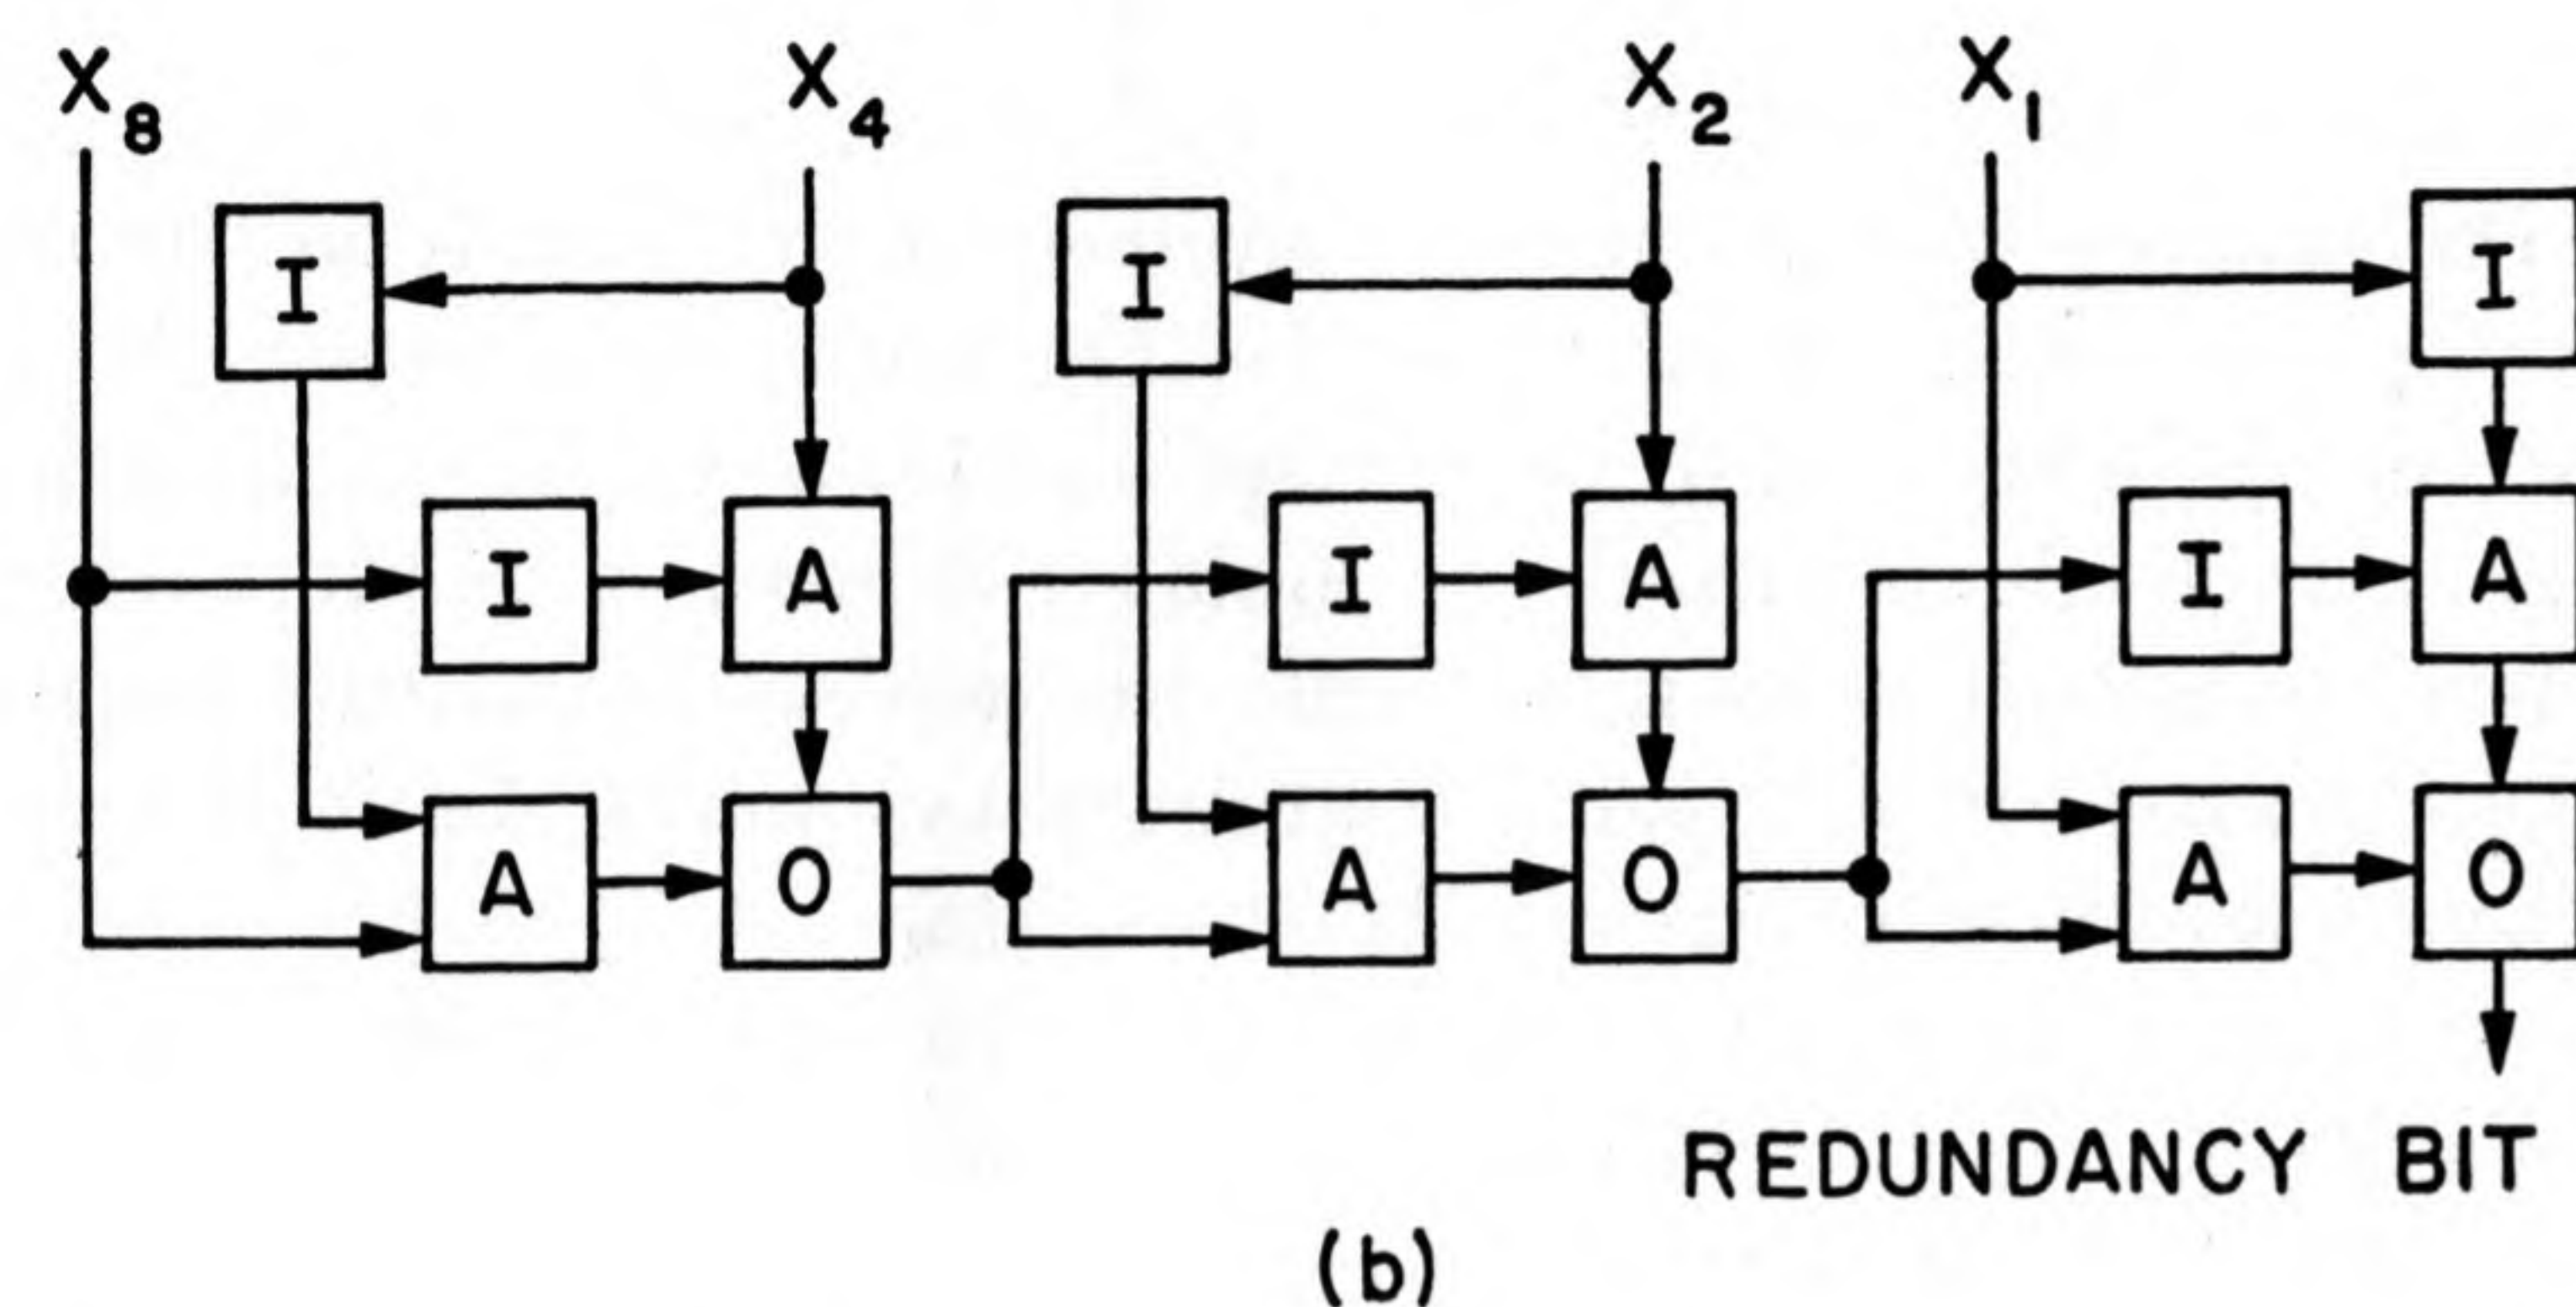 X8 X4 X2 X1
I I I
I A I A I A
A O A O A O
REDUNDANCY BIT
(b)